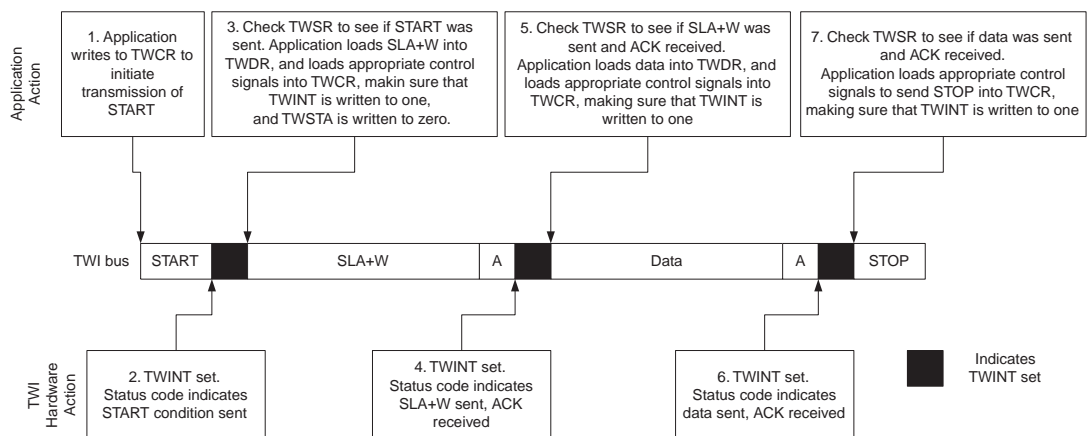 Application
Action
1. Application
writes to TWCR to
initiate
transmission of
START
3. Check TWSR to see if START was
sent. Application loads SLA+W into
TWDR, and loads appropriate control
signals into TWCR, makin sure that
TWINT is written to one,
and TWSTA is written to zero.
5. Check TWSR to see if SLA+W was
sent and ACK received.
Application loads data into TWDR, and
loads appropriate control signals into
TWCR, making sure that TWINT is
written to one
7. Check TWSR to see if data was sent
and ACK received.
Application loads appropriate control
signals to send STOP into TWCR,
making sure that TWINT is written to one
TWI bus
START
SLA+W
A
Data
A
STOP
TWI
Hardware
Action
2. TWINT set.
Status code indicates
START condition sent
4. TWINT set.
Status code indicates
SLA+W sent, ACK
received
6. TWINT set.
Status code indicates
data sent, ACK received
Indicates
TWINT set